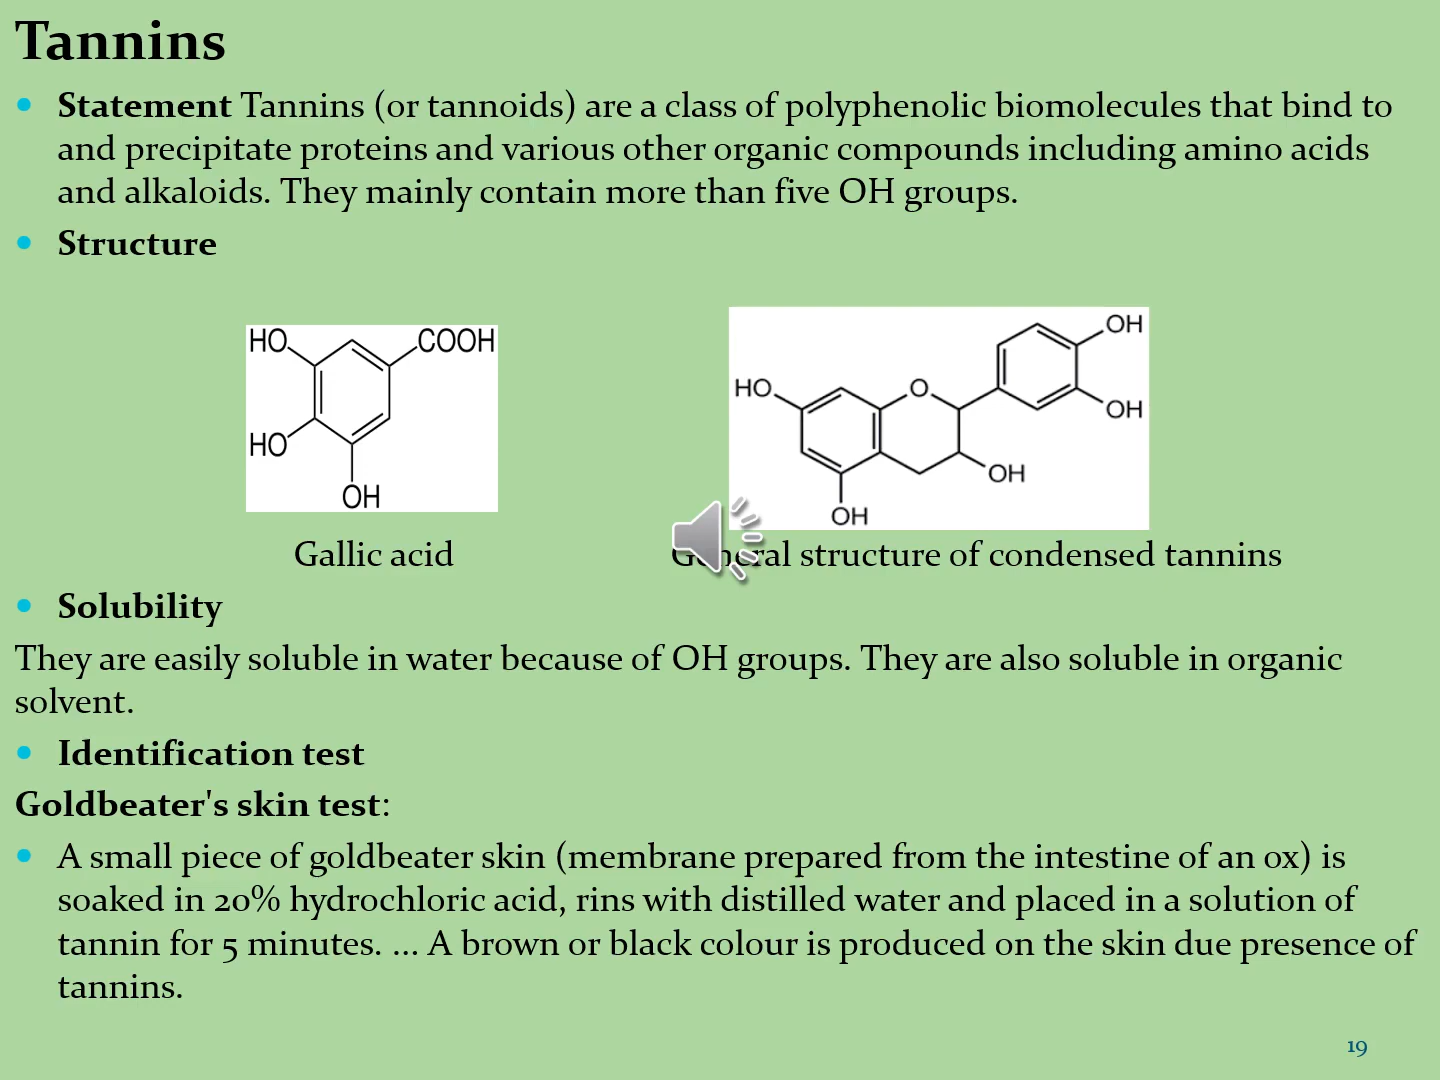 Tannins
Statement Tannins (or tannoids) are a class of polyphenolic biomolecules that bind to
and precipitate proteins and various other organic compounds including amino acids
and alkaloids. They mainly contain more than five OH groups.
Structure
HO COOH
HO
OH
OH
HO O
OH
OH
OH
Gallic acid General structure of condensed tannins
Solubility
They are easily soluble in water because of OH groups. They are also soluble in organic
solvent.
Identification test
Goldbeater's skin test:
A small piece of goldbeater skin (membrane prepared from the intestine of an ox) is
soaked in 20% hydrochloric acid, rins with distilled water and placed in a solution of
tannin for 5 minutes. ... A brown or black colour is produced on the skin due presence of
tannins.
19